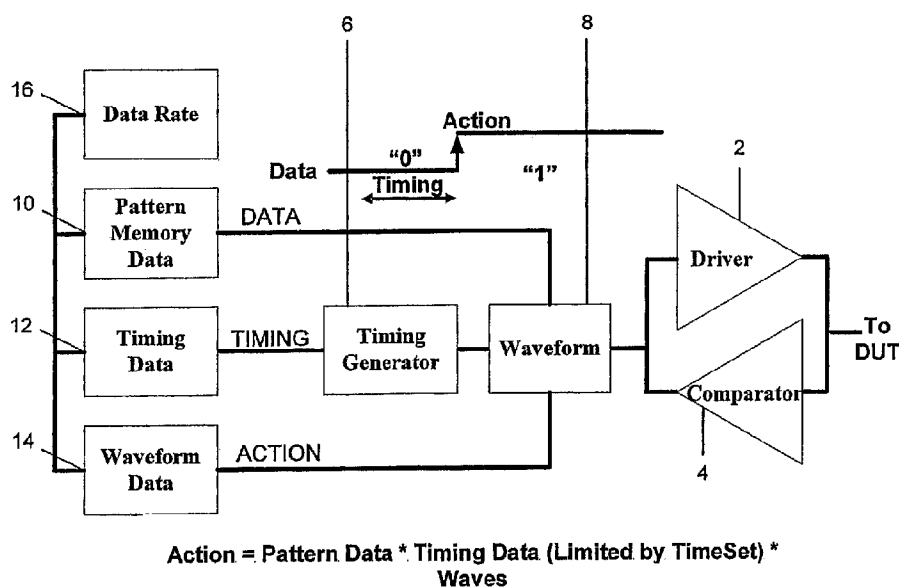 6
8
16
Data Rate
Action
Data
"0"
"1"
Timing
2
10
Pattern
Memory
Data
DATA
Driver
12
Timing
Data
TIMING
Timing
Generator
Waveform
To
DUT
Comparator
14
Waveform
Data
ACTION
4
Action = Pattern Data * Timing Data (Limited by TimeSet) *
Waves